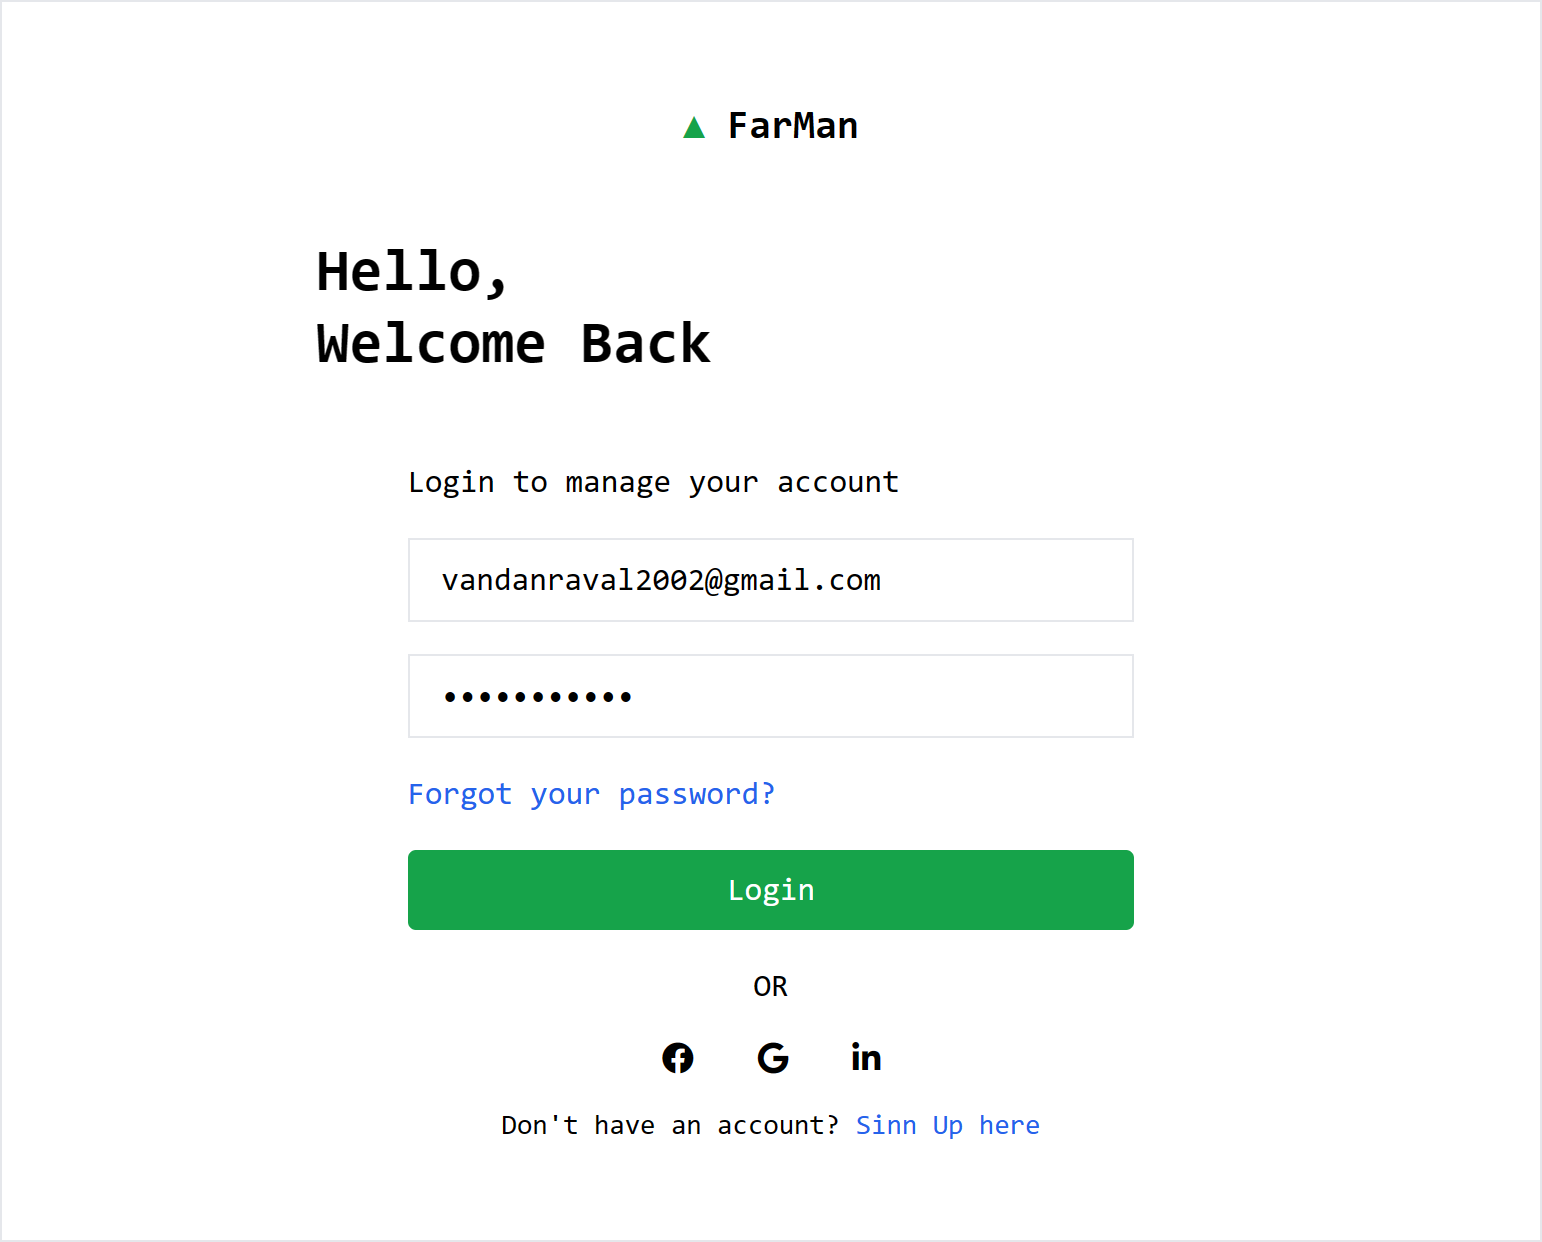 ▲ FarMan
Hello,
Welcome Back
Login to manage your account
vandanraval2002@gmail.com
•••••••••••
Forgot your password?
Login
OR
Don't have an account? Sinn Up here